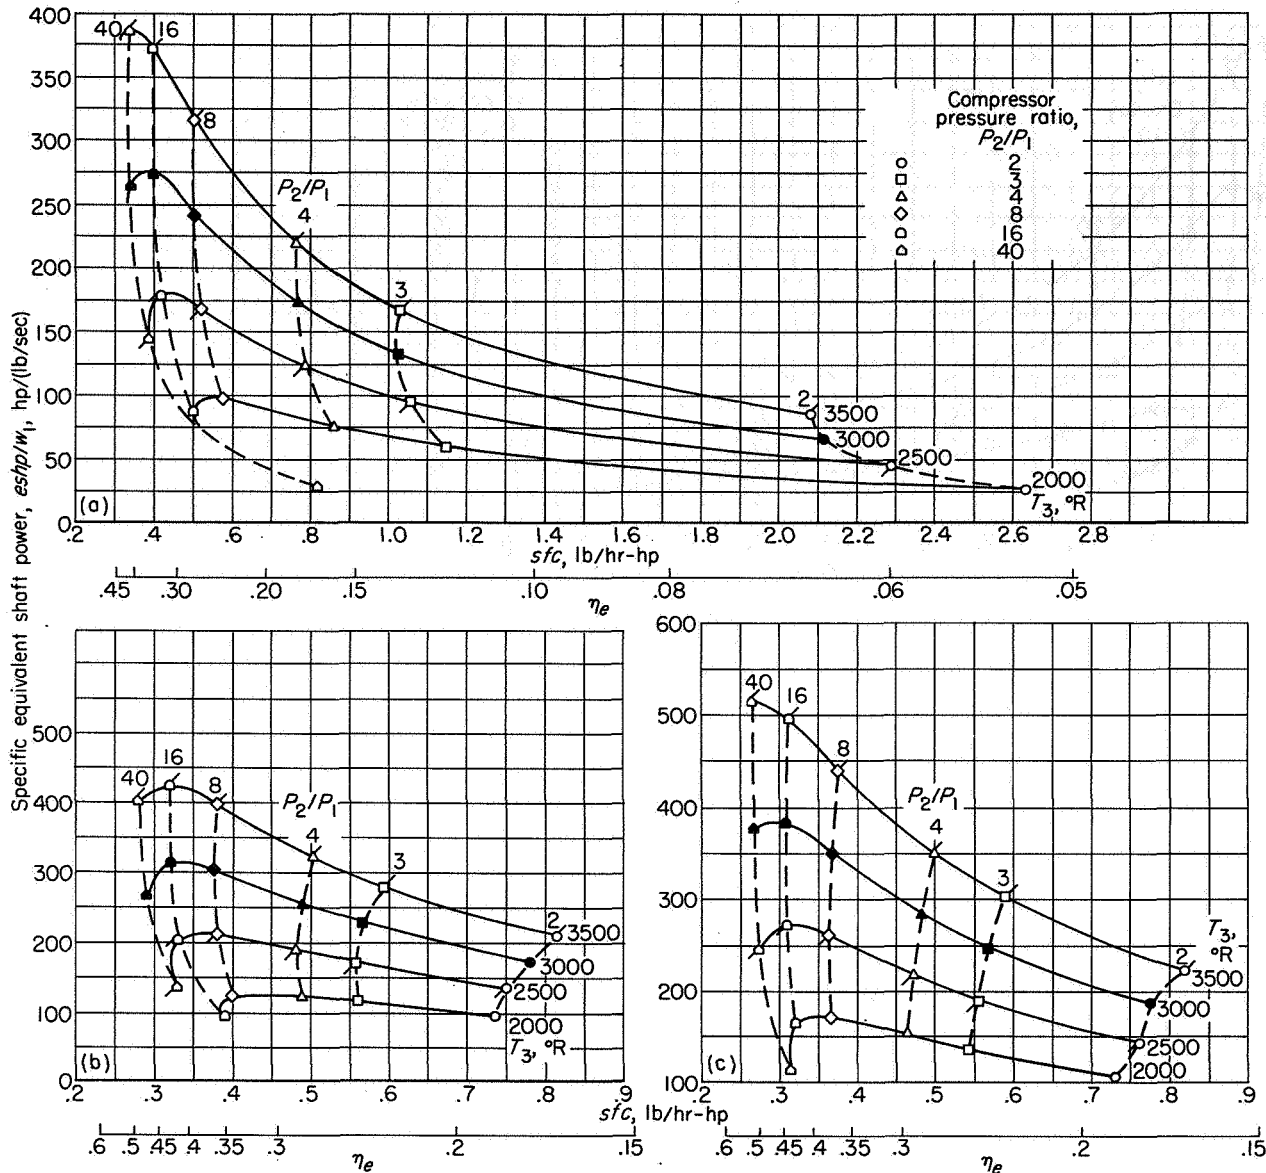 Specific equivalent shaft power, eshp/w₁, hp/(lb/sec)
400
350
300
250
200
150
100
50
0
40
16
8
P₂/P₁
4
3
2
3500
3000
2500
2000
T₃, °R
Compressor
pressure ratio,
P₂/P₁
2
3
4
8
16
40
(a)
.2 .4 .6 .8 1.0 1.2 1.4 1.6 1.8 2.0 2.2 2.4 2.6 2.8
sfc, lb/hr-hp
.45 .30 .20 .15 .10 .08 .06 .05
ηe
500
400
300
200
100
0
40
16
8
P₂/P₁
4
3
2
3500
3000
2500
2000
T₃, °R
(b)
.2 .3 .4 .5 .6 .7 .8 .9
.6 .5 .45 .4 .35 .3 .2 .15
ηe
600
500
400
300
200
100
40
16
8
P₂/P₁
4
3
T₃,
°R
2
3500
3000
2500
2000
(c)
.2 .3 .4 .5 .6 .7 .8 .9
sfc, lb/hr-hp
.6 .5 .45 .4 .35 .3 .2 .15
ηe